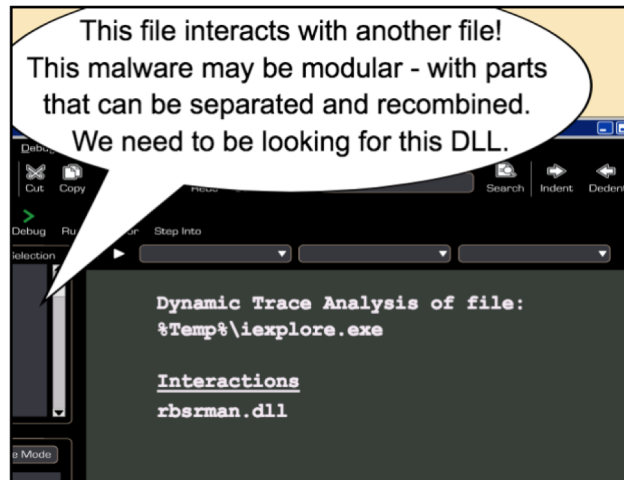 This file interacts with another file!
This malware may be modular - with parts
that can be separated and recombined.
We need to be looking for this DLL.
Cut Copy Search Indent Dedent
Debug Step Into
Dynamic Trace Analysis of file:
%Temp%\iexplore.exe
Interactions
rbsrman.dll
e Mode